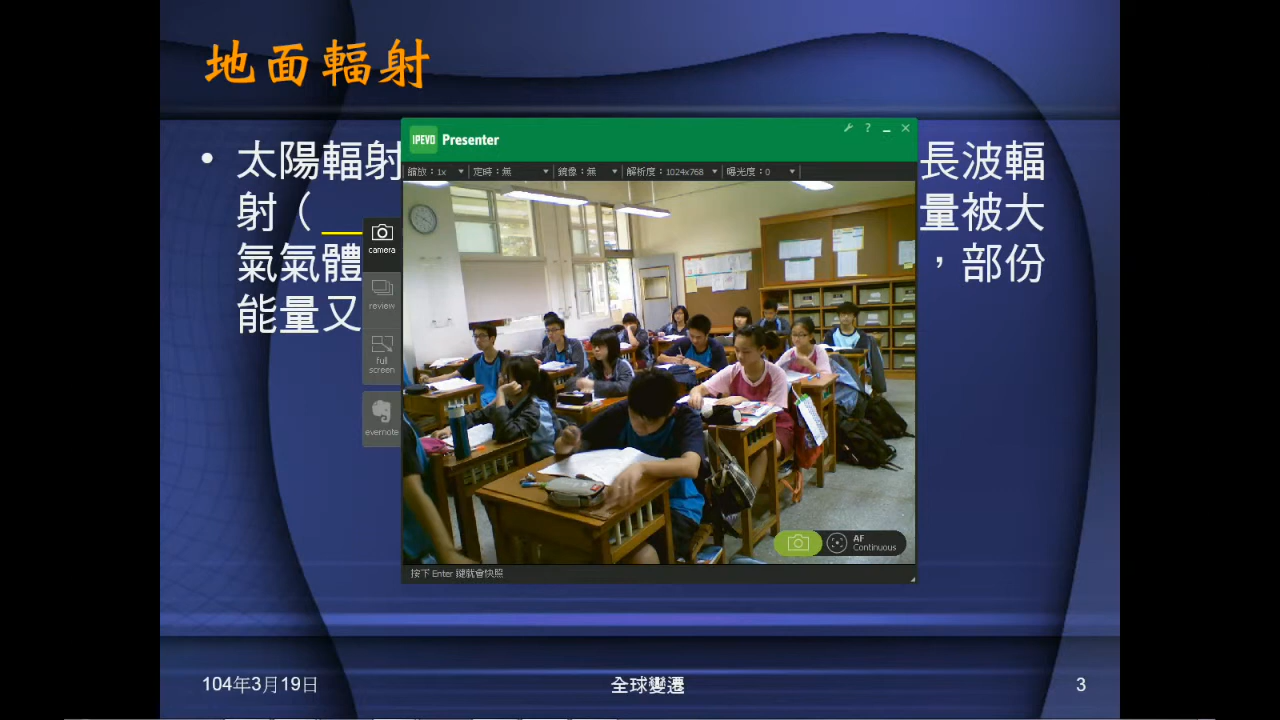 地面輻射
• 太陽輻射
長波輻
射（
量被大
氣氣體
，部份
能量又
IPEVO Presenter
縮放：1x
定時：無
鏡像：無
解析度：1024x768
曝光度：0
camera
review
full
screen
evernote
AF
Continuous
按下 Enter 鍵就會快照
104年3月19日
全球變遷
3